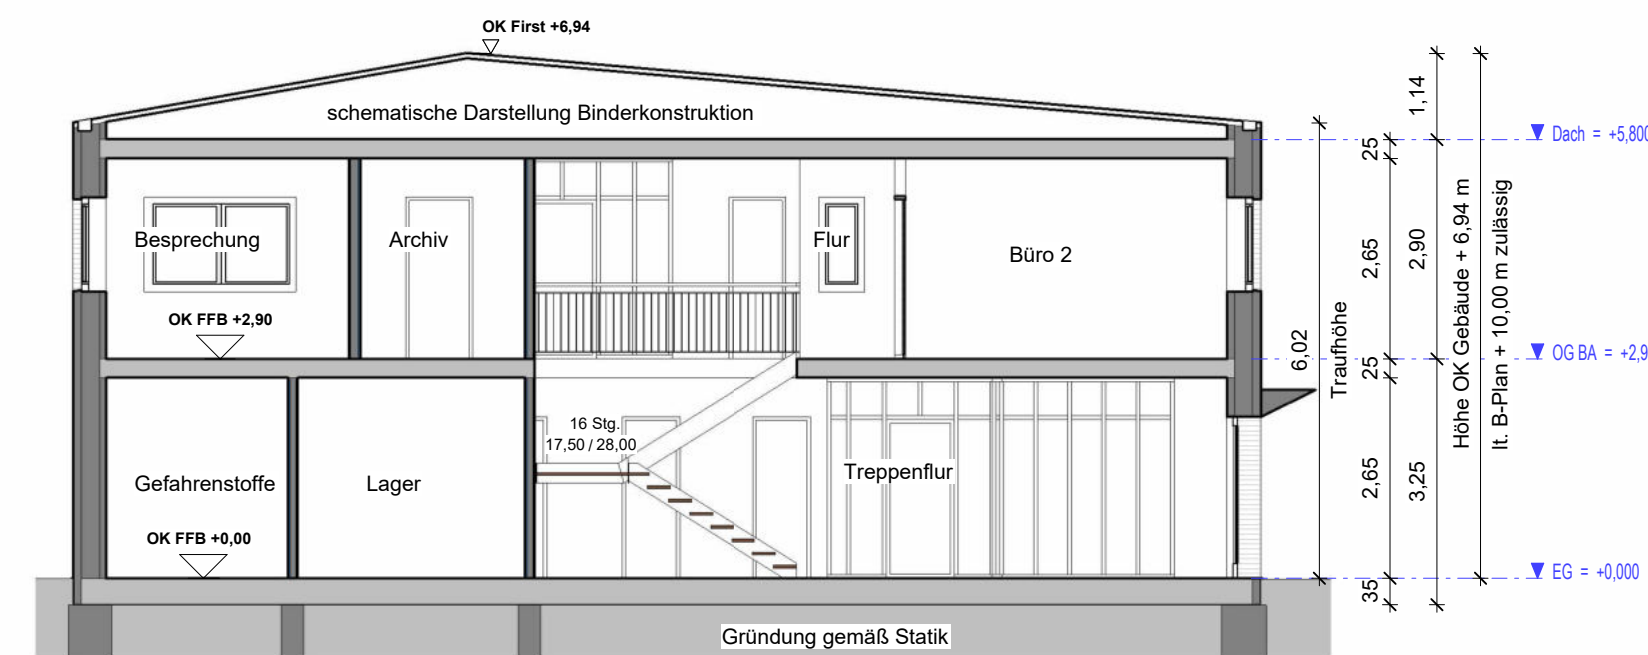 OK First +6,94
schematische Darstellung Binderkonstruktion
Besprechung
Archiv
Flur
Büro 2
OK FFB +2,90
16 Stg.
17,50 / 28,00
Gefahrenstoffe
Lager
Treppenflur
OK FFB +0,00
Gründung gemäß Statik
6,02
Traufhöhe
25
2,65
25
2,65
35
1,14
2,90
3,25
Höhe OK Gebäude + 6,94 m
lt. B-Plan + 10,00 m zulässig
Dach = +5,800
OG BA = +2,9
EG = +0,000